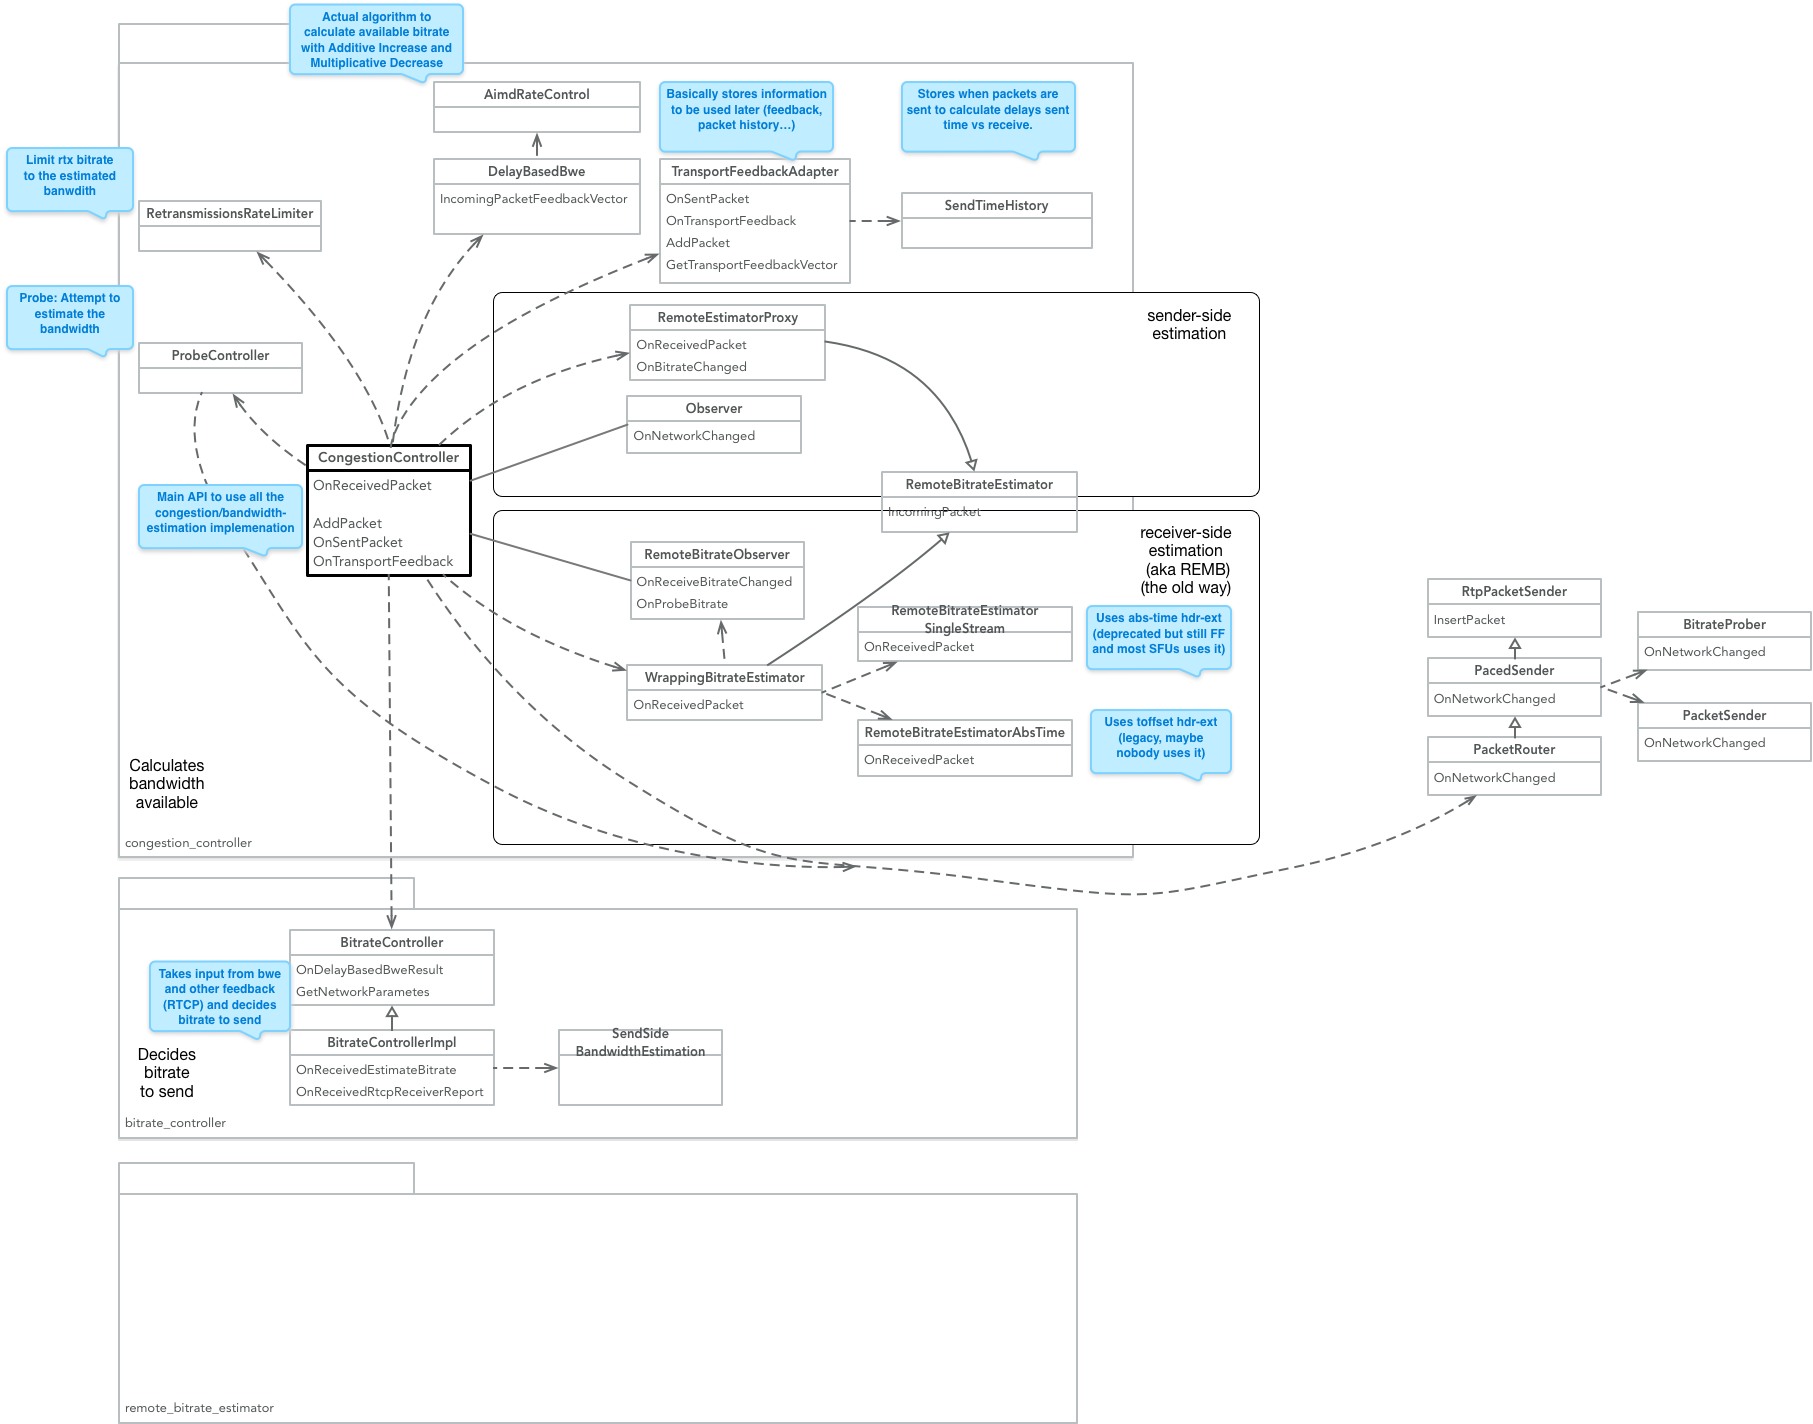 Actual algorithm to
calculate available bitrate
with Additive Increase and
Multiplicative Decrease
AimdRateControl
Basically stores information
to be used later (feedback,
packet history...)
Stores when packets are
sent to calculate delays sent
time vs receive.
Limit rtx bitrate
to the estimated
banwdith
DelayBasedBwe
IncomingPacketFeedbackVector
TransportFeedbackAdapter
OnSentPacket
OnTransportFeedback
AddPacket
GetTransportFeedbackVector
SendTimeHistory
RetransmissionsRateLimiter
Probe: Attempt to
estimate the
bandwidth
ProbeController
RemoteEstimatorProxy
OnReceivedPacket
OnBitrateChanged
sender-side
estimation
Observer
OnNetworkChanged
CongestionController
OnReceivedPacket
AddPacket
OnSentPacket
OnTransportFeedback
Main API to use all the
congestion/bandwidth-
estimation implemenation
RemoteBitrateEstimator
IncomingPacket
receiver-side
estimation
(aka REMB)
(the old way)
RemoteBitrateObserver
OnReceiveBitrateChanged
OnProbeBitrate
RemoteBitrateEstimator
SingleStream
OnReceivedPacket
Uses abs-time hdr-ext
(deprecated but still FF
and most SFUs uses it)
WrappingBitrateEstimator
OnReceivedPacket
RemoteBitrateEstimatorAbsTime
OnReceivedPacket
Uses toffset hdr-ext
(legacy, maybe
nobody uses it)
RtpPacketSender
InsertPacket
BitrateProber
OnNetworkChanged
PacedSender
OnNetworkChanged
PacketSender
OnNetworkChanged
PacketRouter
OnNetworkChanged
Calculates
bandwidth
available
congestion_controller
BitrateController
OnDelayBasedBweResult
GetNetworkParametes
Takes input from bwe
and other feedback
(RTCP) and decides
bitrate to send
BitrateControllerImpl
OnReceivedEstimateBitrate
OnReceivedRtcpReceiverReport
SendSide
BandwidthEstimation
Decides
bitrate
to send
bitrate_controller
remote_bitrate_estimator